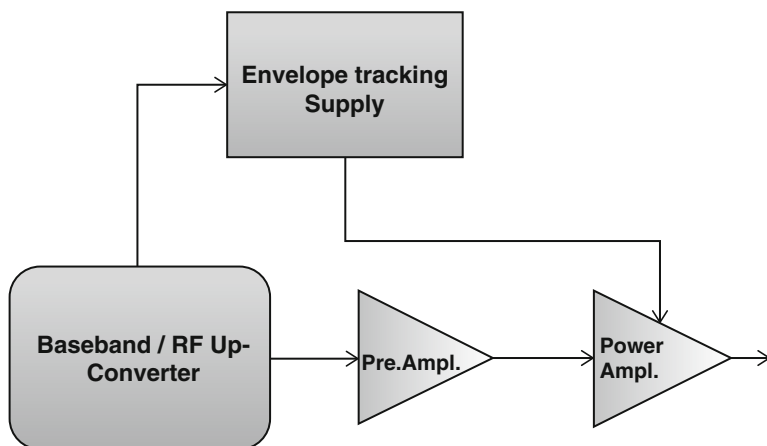 Envelope tracking
Supply
Baseband / RF Up-
Converter
Pre.Ampl.
Power
Ampl.